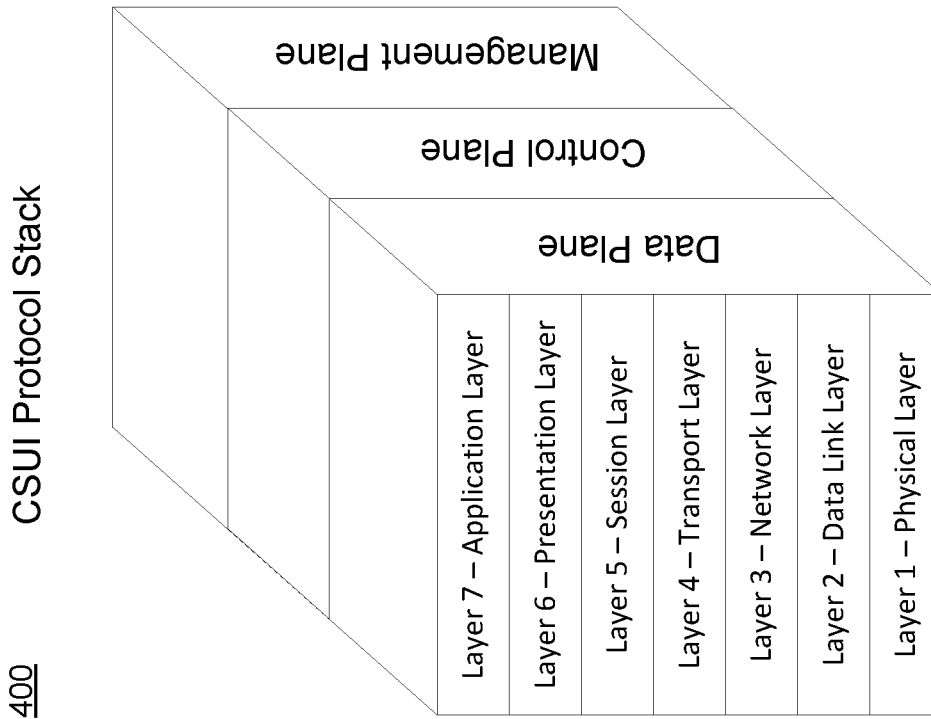 400
CSUI Protocol Stack
Management Plane
Control Plane
Data Plane
Layer 7 – Application Layer
Layer 6 – Presentation Layer
Layer 5 – Session Layer
Layer 4 – Transport Layer
Layer 3 – Network Layer
Layer 2 – Data Link Layer
Layer 1 – Physical Layer